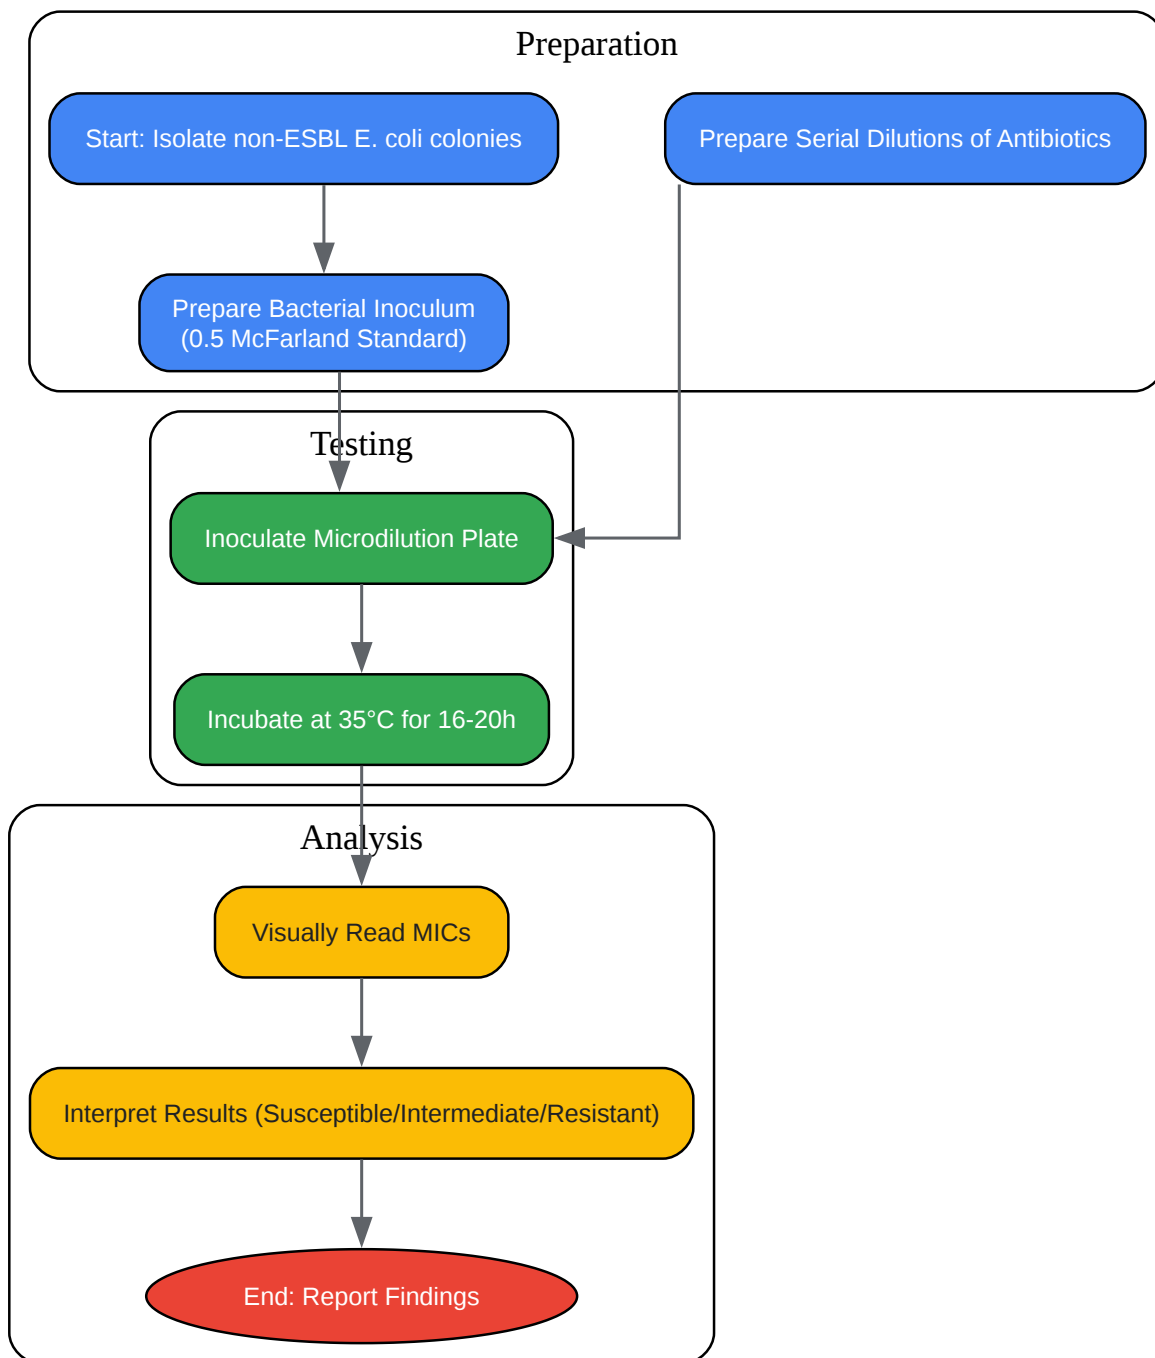 Preparation
Start: Isolate non-ESBL E. coli colonies
Prepare Serial Dilutions of Antibiotics
Prepare Bacterial Inoculum
(0.5 McFarland Standard)
Testing
Inoculate Microdilution Plate
Incubate at 35°C for 16-20h
Analysis
Visually Read MICs
Interpret Results (Susceptible/Intermediate/Resistant)
End: Report Findings